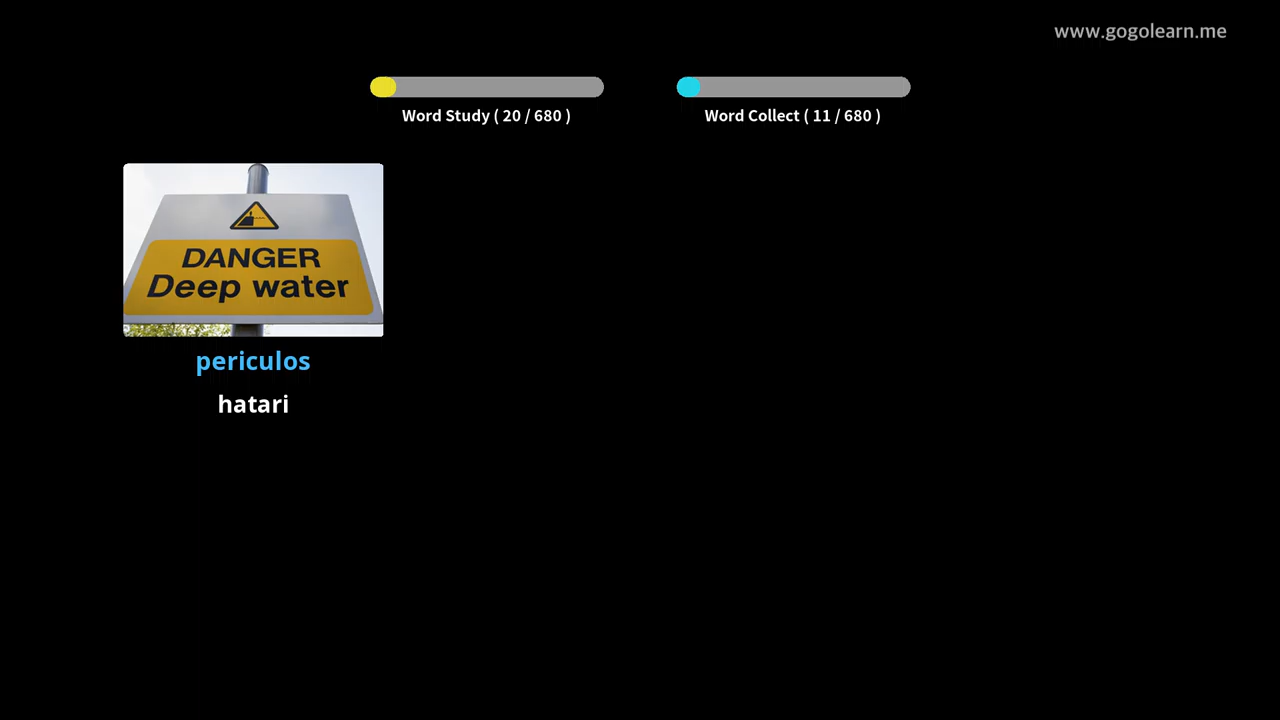 www.gogolearn.me
Word Study ( 20 / 680 )
Word Collect ( 11 / 680 )
DANGER
Deep water
periculos
hatari